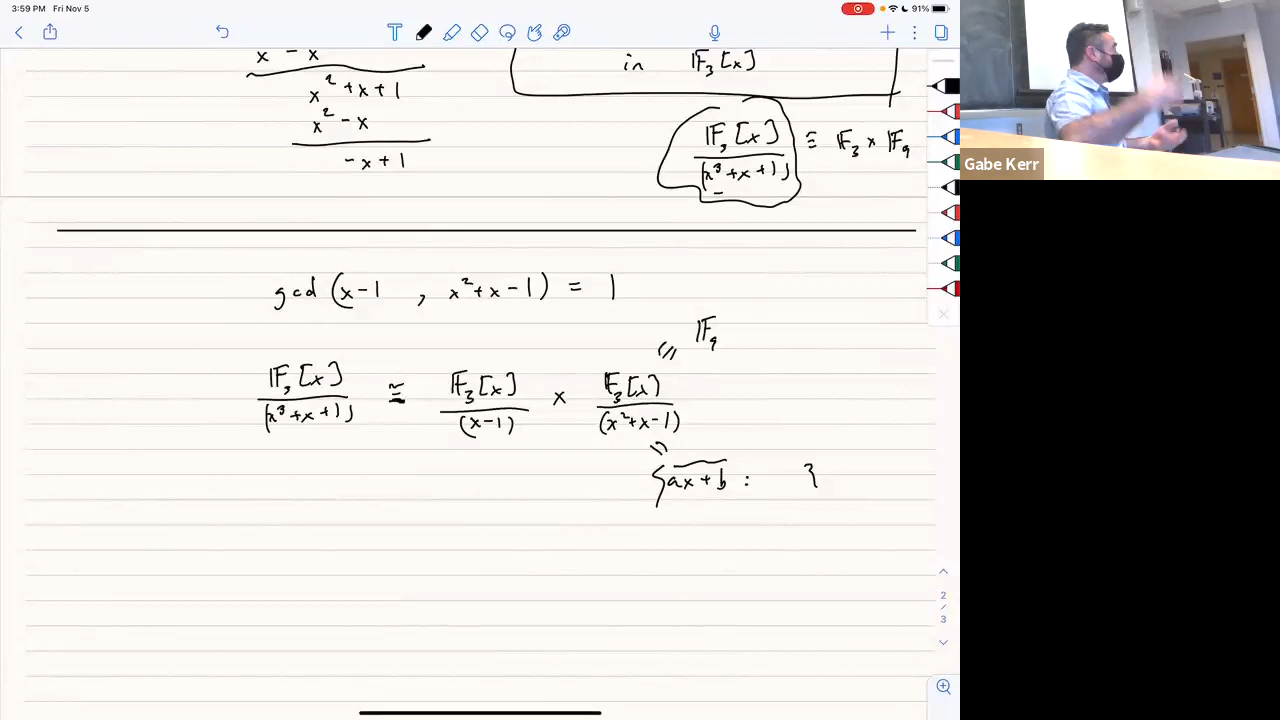 3:59 PM Fri Nov 5
91%
x - x
x² + x + 1
x² - x
- x + 1
in 𝔽₃[x]
𝔽₃[x] / (x³ + x + 1) ≅ 𝔽₃ × 𝔽₉
Gabe Kerr
gcd (x-1 , x² + x - 1) = 1
𝔽₉
𝔽₃[x] / (x³ + x + 1) ≅ 𝔽₃[x] / (x-1) × 𝔽₃[x] / (x² + x - 1)
{ax + b : }
2
/
3